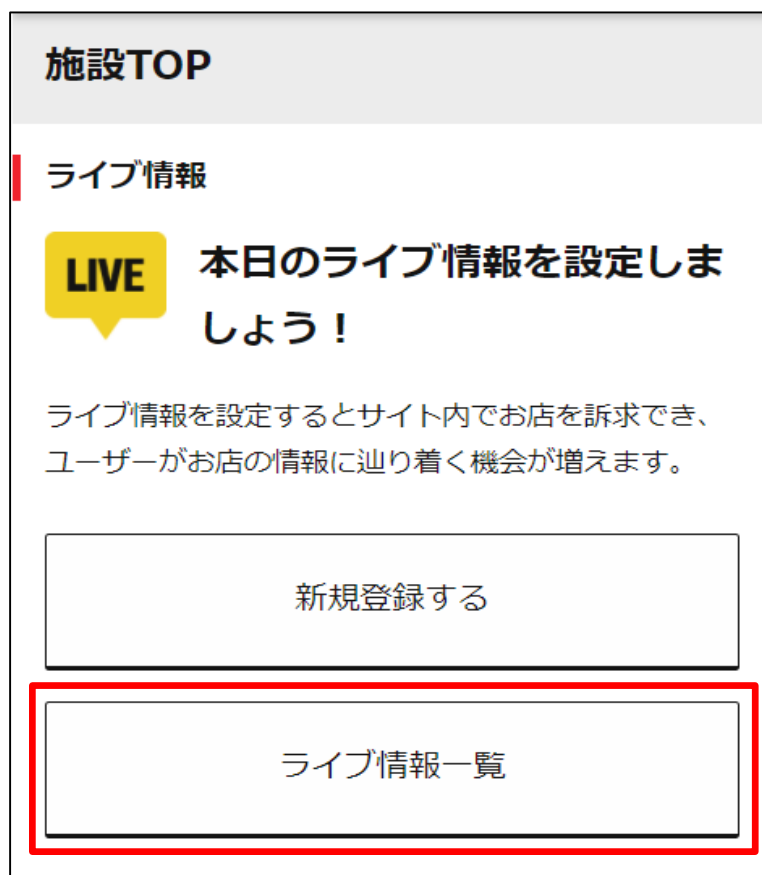 施設TOP
ライブ情報
LIVE
本日のライブ情報を設定しま
しょう！
ライブ情報を設定するとサイト内でお店を訴求でき、
ユーザーがお店の情報に辿り着く機会が増えます。
新規登録する
ライブ情報一覧